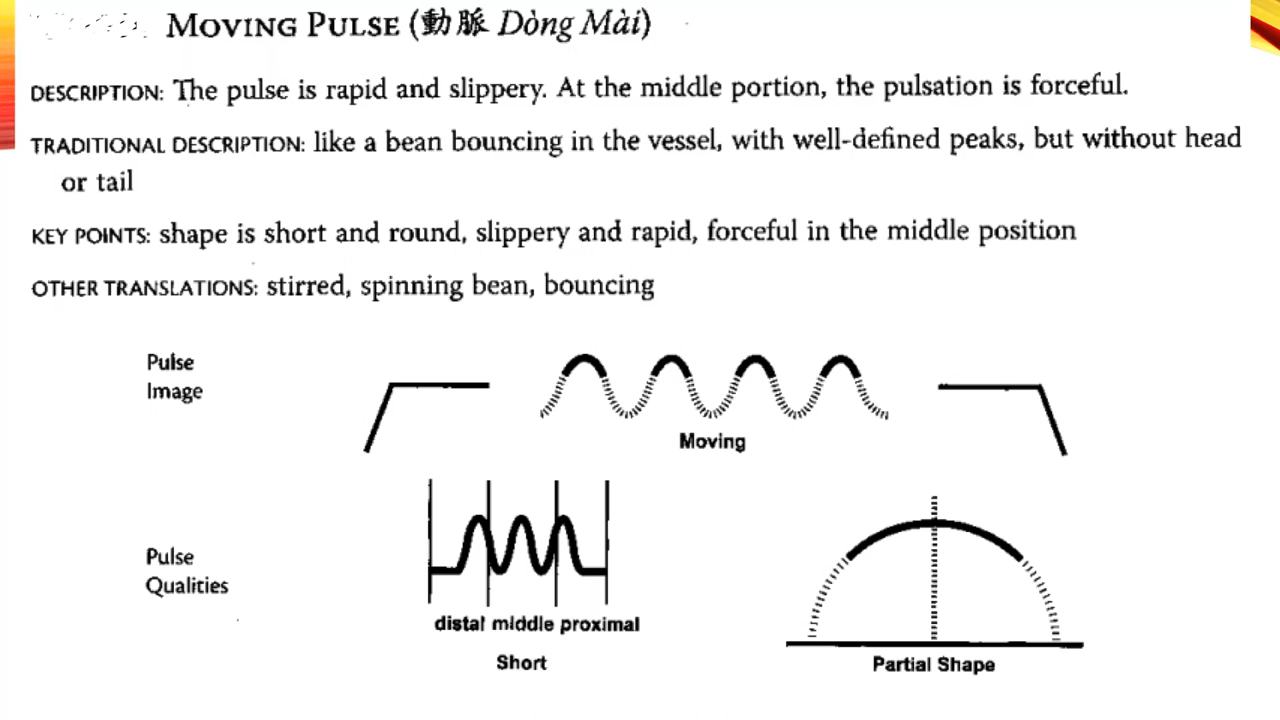 MOVING PULSE (動脈 Dòng Mài)
DESCRIPTION: The pulse is rapid and slippery. At the middle portion, the pulsation is forceful.
TRADITIONAL DESCRIPTION: like a bean bouncing in the vessel, with well-defined peaks, but without head
or tail
KEY POINTS: shape is short and round, slippery and rapid, forceful in the middle position
OTHER TRANSLATIONS: stirred, spinning bean, bouncing
Pulse
Image
Moving
Pulse
Qualities
distal middle proximal
Short
Partial Shape